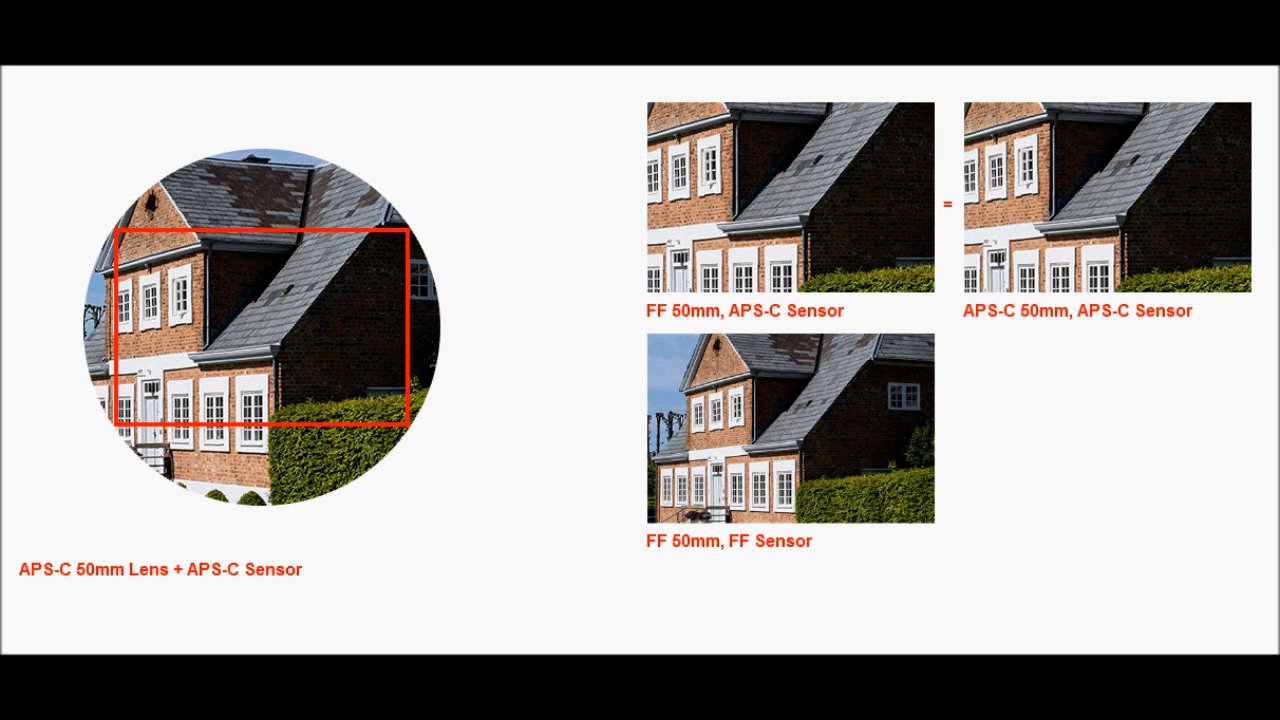 FF 50mm, APS-C Sensor
=
APS-C 50mm, APS-C Sensor
FF 50mm, FF Sensor
APS-C 50mm Lens + APS-C Sensor